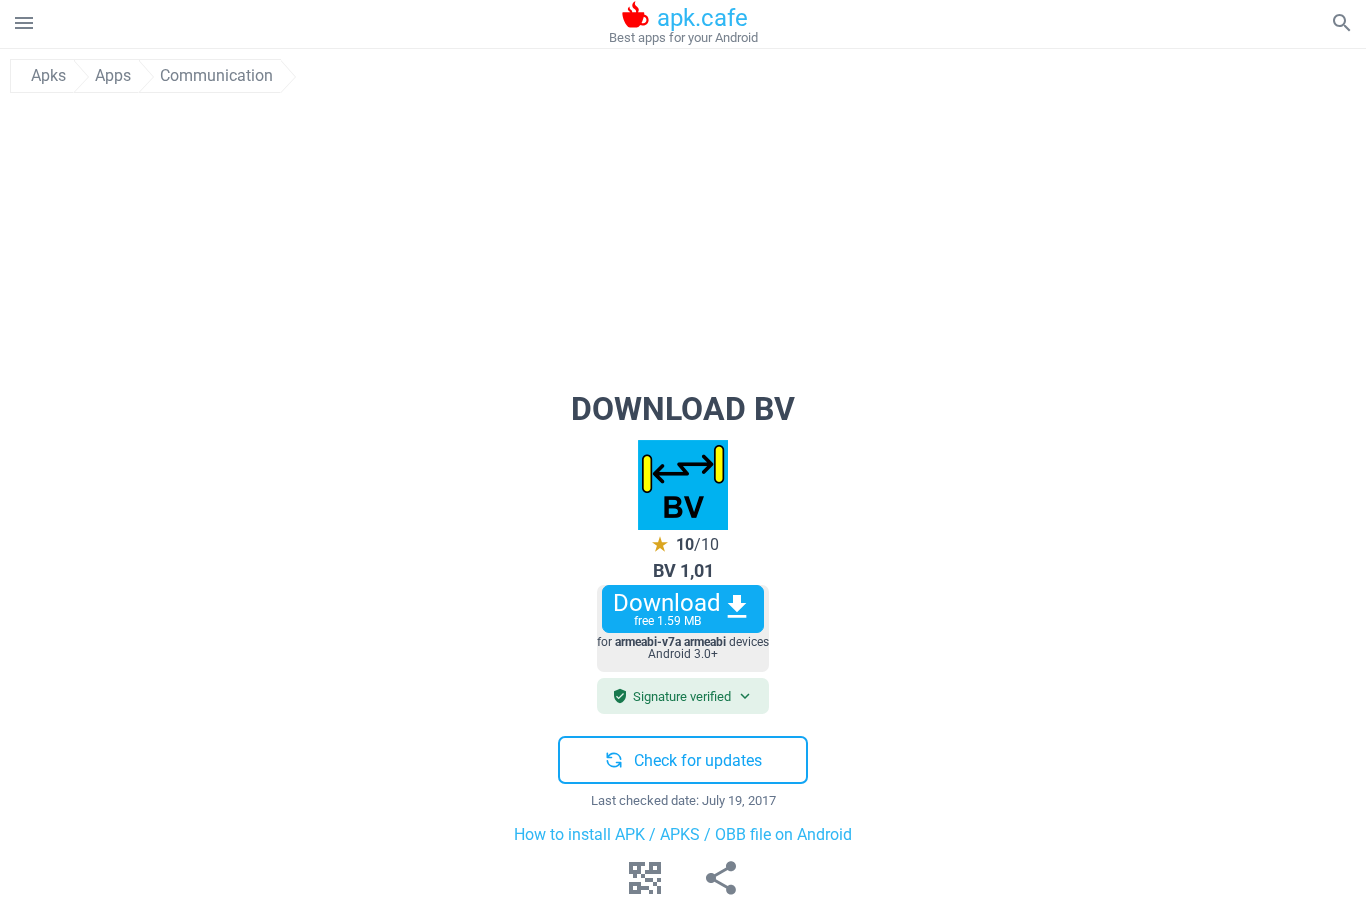 apk.cafe
Best apps for your Android
Apks
Apps
Communication
DOWNLOAD BV
BV
10/10
BV 1,01
Download
free 1.59 MB
for armeabi-v7a armeabi devices
Android 3.0+
Signature verified
Check for updates
Last checked date: July 19, 2017
How to install APK / APKS / OBB file on Android